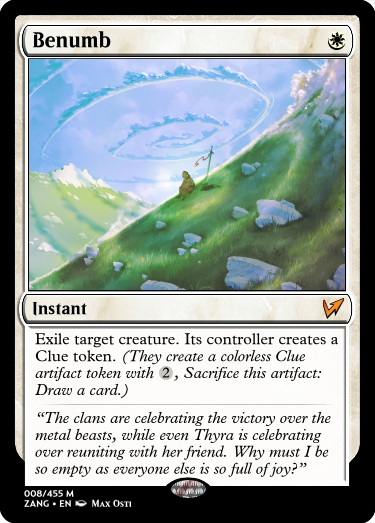 Benumb
Instant
Exile target creature. Its controller creates a
Clue token. (They create a colorless Clue
artifact token with 2, Sacrifice this artifact:
Draw a card.)
“The clans are celebrating the victory over the
metal beasts, while even Thyra is celebrating
over reuniting with her friend. Why must I be
so empty as everyone else is so full of joy?”
008/455 M
ZANG • EN Max Osti